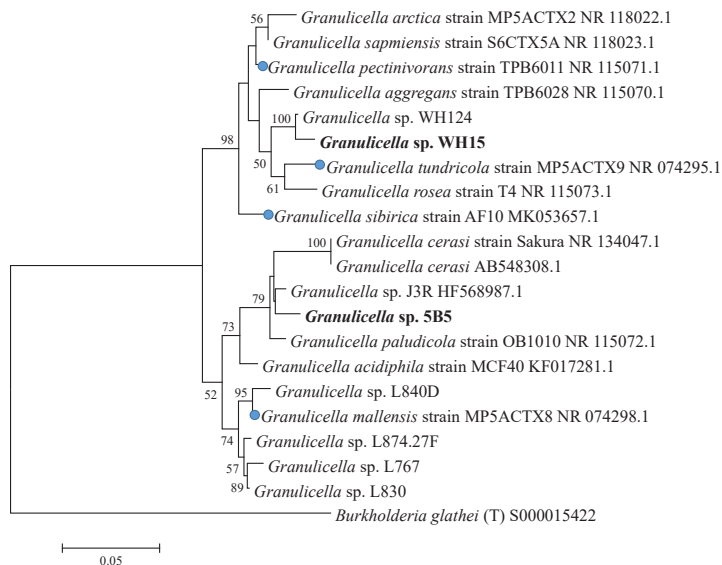 56
Granulicella arctica strain MP5ACTX2 NR 118022.1
Granulicella sapmiensis strain S6CTX5A NR 118023.1
Granulicella pectinivorans strain TPB6011 NR 115071.1
Granulicella aggregans strain TPB6028 NR 115070.1
100
Granulicella sp. WH124
98
Granulicella sp. WH15
50
Granulicella tundricola strain MP5ACTX9 NR 074295.1
61
Granulicella rosea strain T4 NR 115073.1
Granulicella sibirica strain AF10 MK053657.1
100
Granulicella cerasi strain Sakura NR 134047.1
Granulicella cerasi AB548308.1
79
Granulicella sp. J3R HF568987.1
Granulicella sp. 5B5
73
Granulicella paludicola strain OB1010 NR 115072.1
Granulicella acidiphila strain MCF40 KF017281.1
52
95
Granulicella sp. L840D
Granulicella mallensis strain MP5ACTX8 NR 074298.1
74
Granulicella sp. L874.27F
57
Granulicella sp. L767
89
Granulicella sp. L830
Burkholderia glathei (T) S000015422
0.05